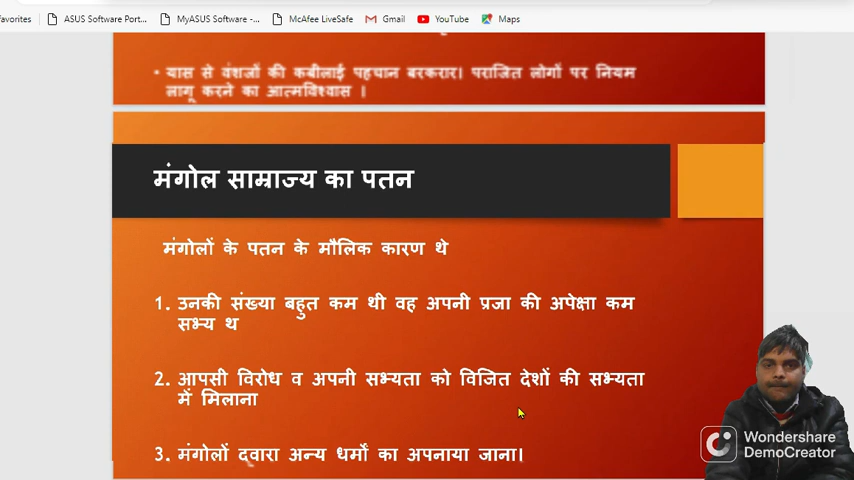 avorites ASUS Software Port... MyASUS Software -... McAfee LiveSafe Gmail YouTube Maps
• यास से वंशजों की कबीलाई पहचान बरकरार। पराजित लोगों पर नियम
लागू करने का आत्मविश्वास ।
मंगोल साम्राज्य का पतन
मंगोलों के पतन के मौलिक कारण थे
1. उनकी संख्या बहुत कम थी वह अपनी प्रजा की अपेक्षा कम
सभ्य थ
2. आपसी विरोध व अपनी सभ्यता को विजित देशों की सभ्यता
में मिलाना
3. मंगोलों द्वारा अन्य धर्मों का अपनाया जाना।
Wondershare
DemoCreator